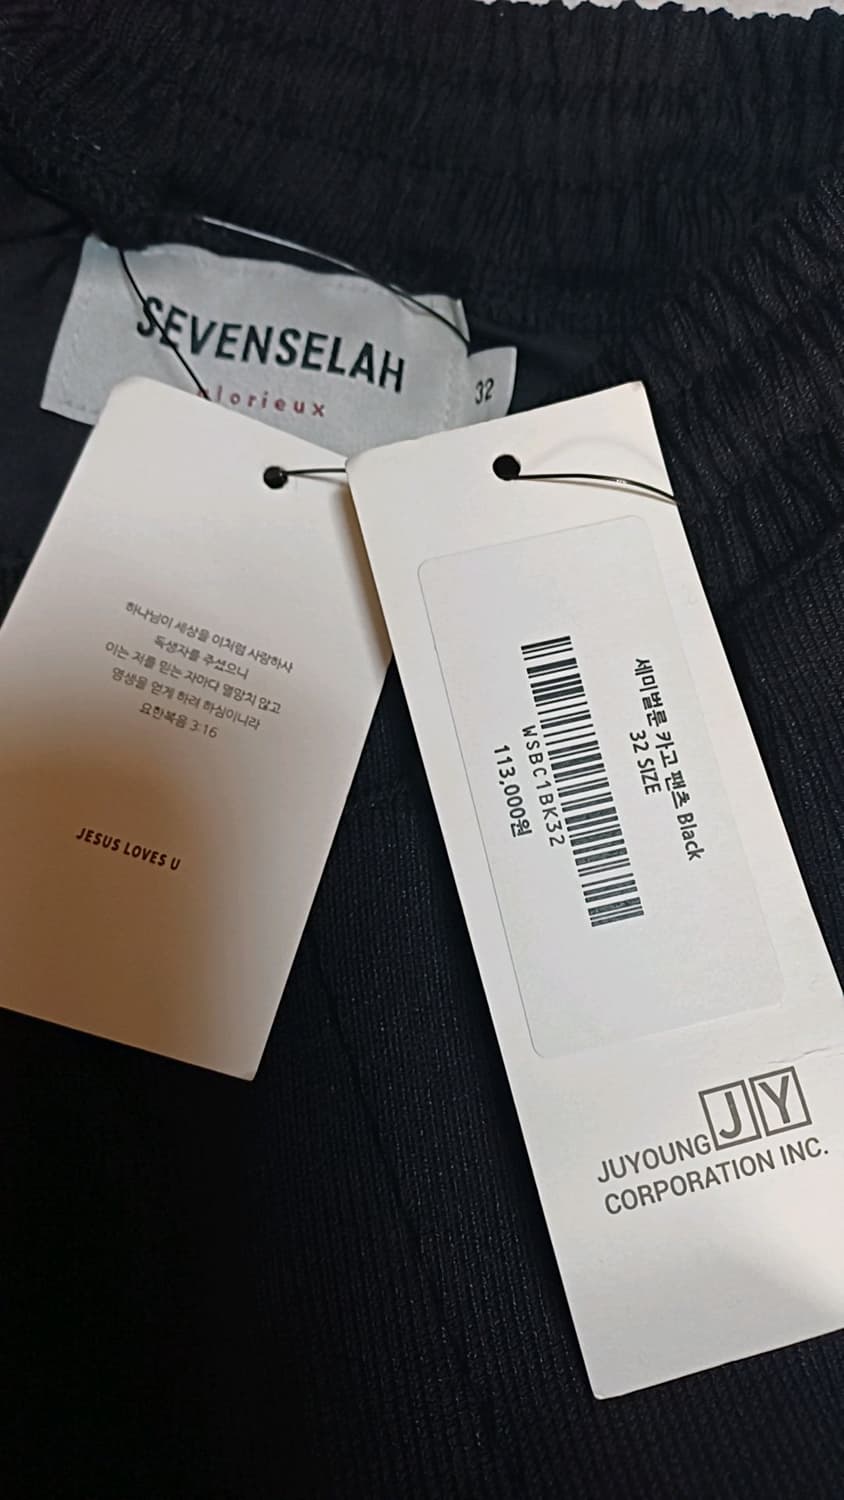 SEVENSELAH
glorieux
32
하나님이 세상을 이처럼 사랑하사
독생자를 주셨으니
이는 저를 믿는 자마다 멸망치 않고
영생을 얻게 하려 하심이니라
요한복음 3:16
JESUS LOVES U
세미벌룬 카고 팬츠 Black
32 SIZE
WSBC1BK32
113,000원
JY
JUYOUNG
CORPORATION INC.